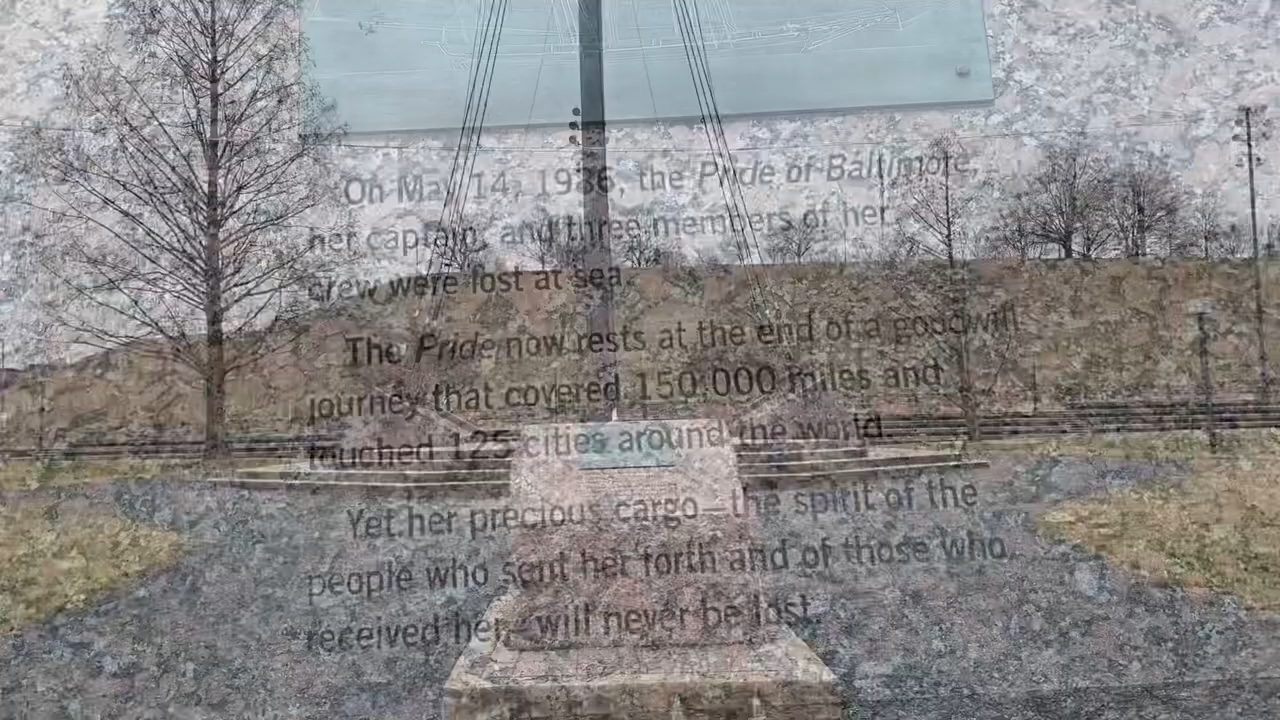 On May 14, 1986, the Pride of Baltimore,
her captain, and three members of her
crew were lost at sea.
The Pride now rests at the end of a goodwill
journey that covered 150,000 miles and
touched 125 cities around the world.
Yet her precious cargo—the spirit of the
people who sent her forth and of those who
received her—will never be lost.